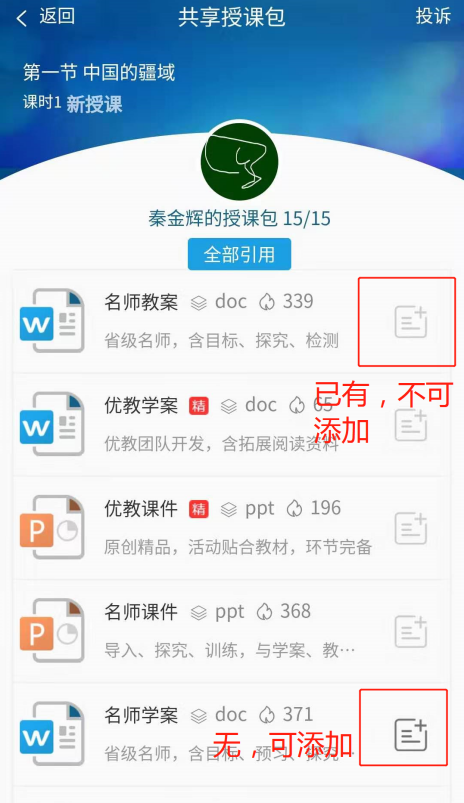 返回 共享授课包 投诉
第一节 中国的疆域
课时1 新授课
秦金辉的授课包 15/15
全部引用
名师教案 doc 339
省级名师，含目标、探究、检测
已有，不可
添加
优教学案 精 doc 65
优教团队开发，含拓展阅读资料
优教课件 精 ppt 196
原创精品，活动贴合教材，环节完备
名师课件 ppt 368
导入、探究、训练，与学案、教…
名师学案 doc 371
省级名师，含目标、预习、探究…
无，可添加